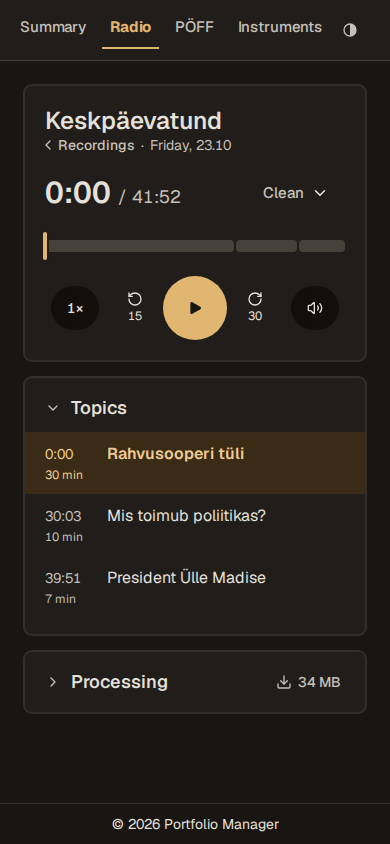 Summary Radio PÖFF Instruments
Keskpäevatund
Recordings · Friday, 23.10
0:00 / 41:52 Clean
1× 15 30
Topics
0:00 Rahvusooperi tüli
30 min
30:03 Mis toimub poliitikas?
10 min
39:51 President Ülle Madise
7 min
Processing 34 MB
© 2026 Portfolio Manager